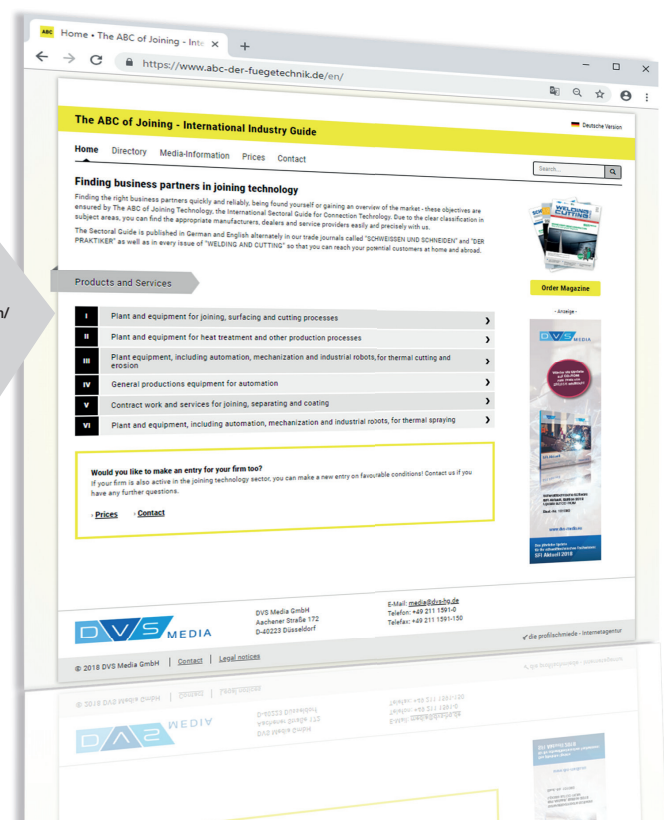 ABC Home • The ABC of Joining - Inte
https://www.abc-der-fuegetechnik.de/en/
The ABC of Joining - International Industry Guide
Deutsche Version
Home Directory Media-Information Prices Contact
Search...
Finding business partners in joining technology
Finding the right business partners quickly and reliably, being found yourself or gaining an overview of the market - these objectives are
ensured by The ABC of Joining Technology, the International Sectoral Guide for Connection Technology. Due to the clear classification in
subject areas, you can find the appropriate manufacturers, dealers and service providers easily and precisely with us.
The Sectoral Guide is published in German and English alternately in our trade journals called "SCHWEISSEN UND SCHNEIDEN" and "DER
PRAKTIKER" as well as in every issue of "WELDING AND CUTTING" so that you can reach your potential customers at home and abroad.
WELDING
CUTTING
Order Magazine
- Anzeige -
n/
Products and Services
I Plant and equipment for joining, surfacing and cutting processes
II Plant and equipment for heat treatment and other production processes
III Plant equipment, including automation, mechanization and industrial robots, for thermal cutting and
erosion
IV General productions equipment for automation
V Contract work and services for joining, separating and coating
VI Plant and equipment, including automation, mechanization and industrial robots, for thermal spraying
DVS MEDIA
www.dvs-media.eu
SFI Aktuell 2018
Would you like to make an entry for your firm too?
If your firm is also active in the joining technology sector, you can make a new entry on favourable conditions! Contact us if you
have any further questions.
› Prices › Contact
DVS MEDIA
DVS Media GmbH
Aachener Straße 172
D-40223 Düsseldorf
E-Mail: media@dvs-hg.de
Telefon: +49 211 1591-0
Telefax: +49 211 1591-150
© 2018 DVS Media GmbH | Contact | Legal notices
die profilschmiede - Internetagentur